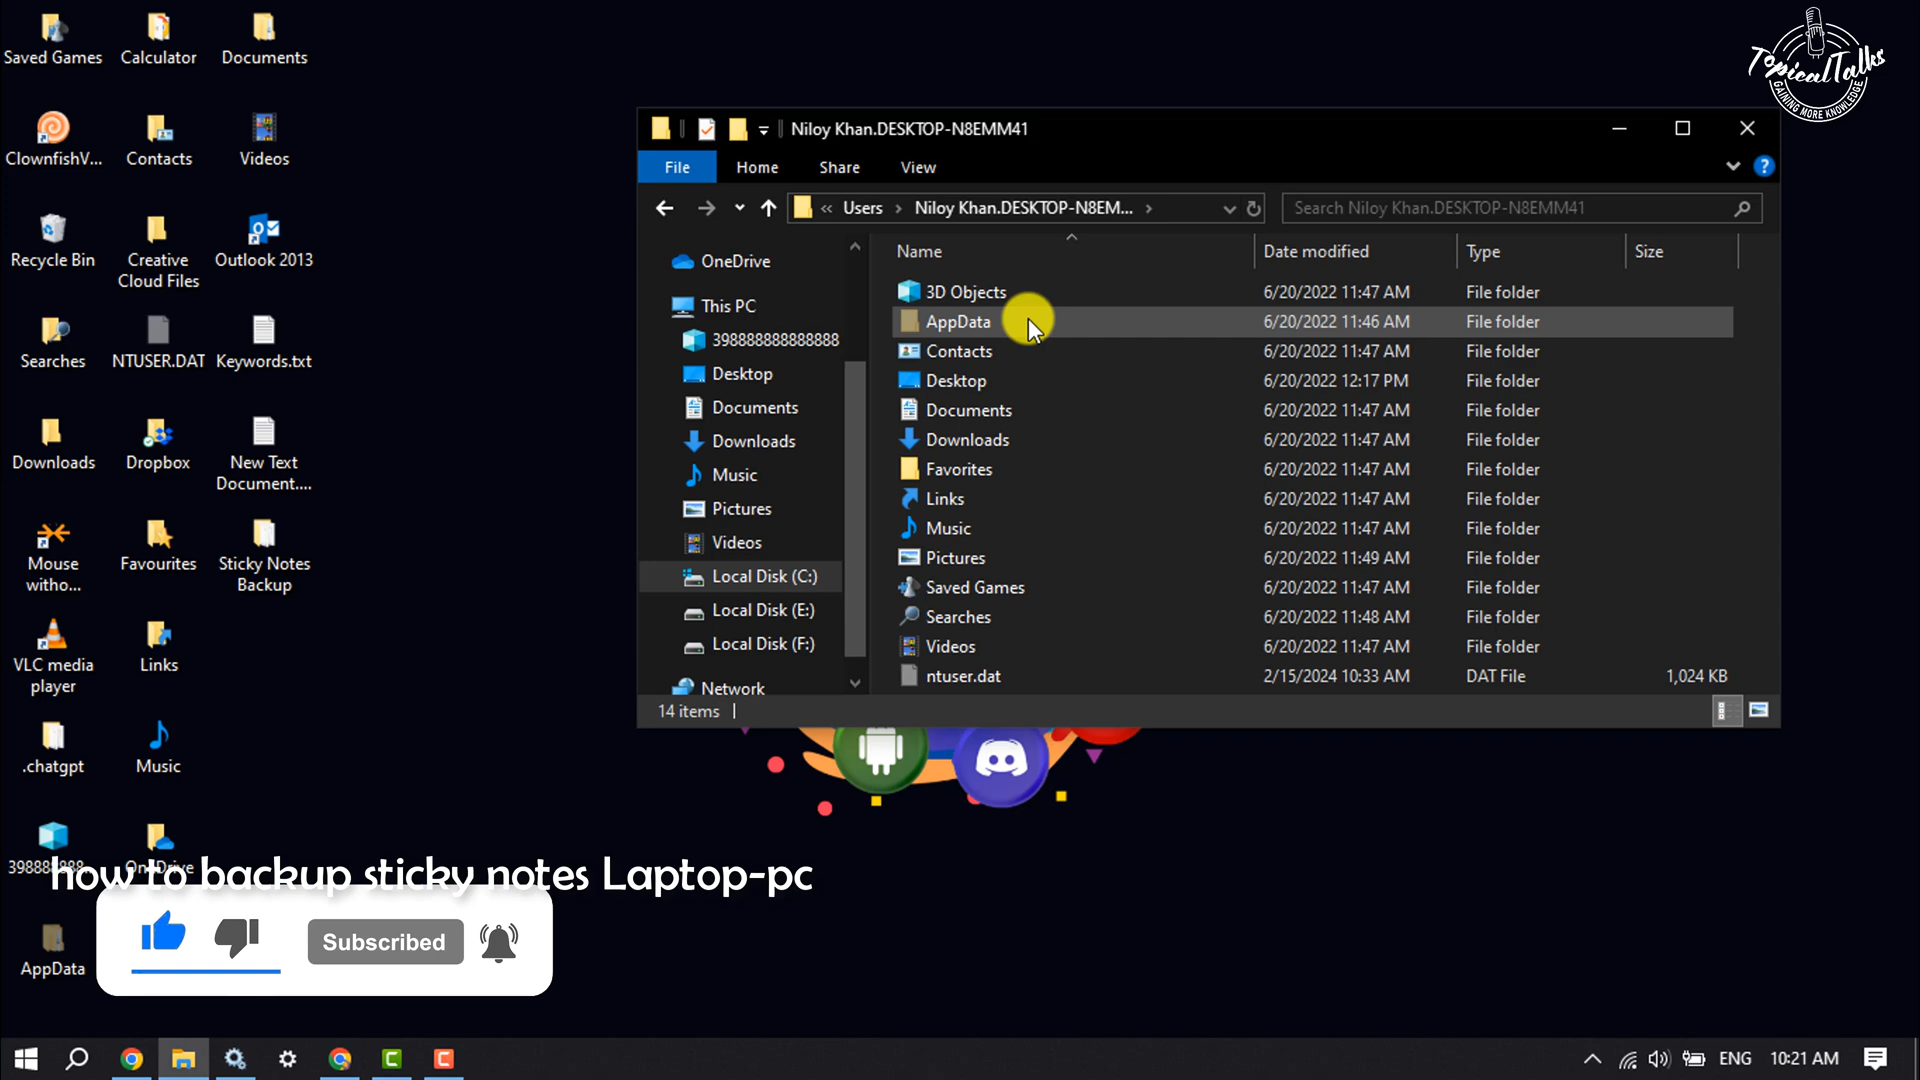 Saved Games
Calculator
Documents
ClownfishV...
Contacts
Videos
Recycle Bin
Creative
Cloud Files
Outlook 2013
Searches
NTUSER.DAT
Keywords.txt
Downloads
Dropbox
New Text
Document....
Mouse
witho...
Favourites
Sticky Notes
Backup
VLC media
player
Links
.chatgpt
Music
398888888...
OneDrive
AppData
TopicalTalks
GAINING MORE KNOWLEDGE
Niloy Khan.DESKTOP-N8EMM41
File Home Share View
« Users > Niloy Khan.DESKTOP-N8EM... >
Search Niloy Khan.DESKTOP-N8EMM41
OneDrive
This PC
398888888888888
Desktop
Documents
Downloads
Music
Pictures
Videos
Local Disk (C:)
Local Disk (E:)
Local Disk (F:)
Network
Name Date modified Type Size
3D Objects 6/20/2022 11:47 AM File folder
AppData 6/20/2022 11:46 AM File folder
Contacts 6/20/2022 11:47 AM File folder
Desktop 6/20/2022 12:17 PM File folder
Documents 6/20/2022 11:47 AM File folder
Downloads 6/20/2022 11:47 AM File folder
Favorites 6/20/2022 11:47 AM File folder
Links 6/20/2022 11:47 AM File folder
Music 6/20/2022 11:47 AM File folder
Pictures 6/20/2022 11:49 AM File folder
Saved Games 6/20/2022 11:47 AM File folder
Searches 6/20/2022 11:48 AM File folder
Videos 6/20/2022 11:47 AM File folder
ntuser.dat 2/15/2024 10:33 AM DAT File 1,024 KB
14 items
how to backup sticky notes Laptop-pc
Subscribed
ENG 10:21 AM